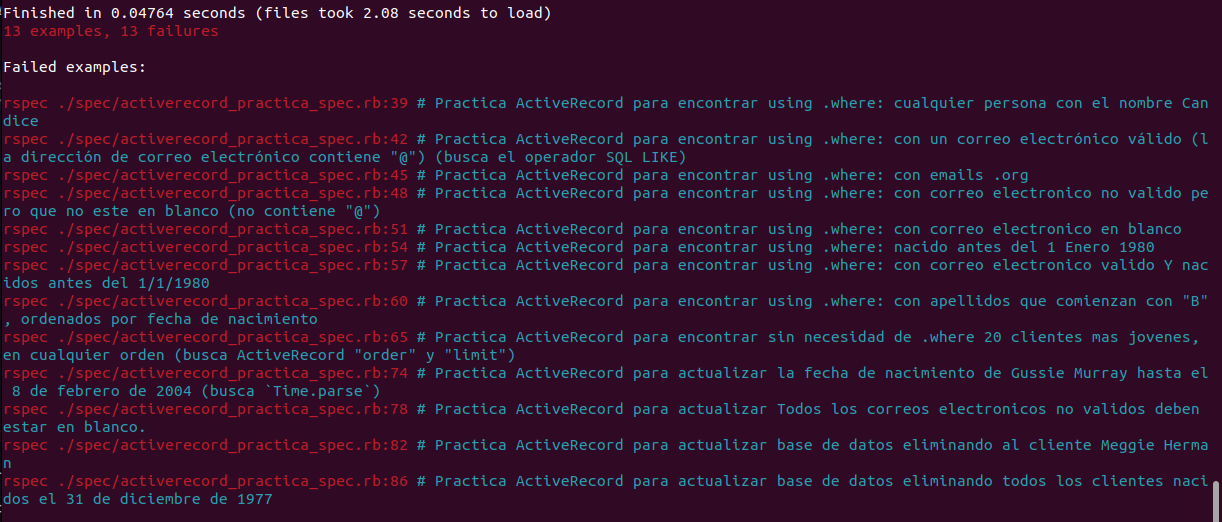 Finished in 0.04764 seconds (files took 2.08 seconds to load)
13 examples, 13 failures
Failed examples:
rspec ./spec/activerecord_practica_spec.rb:39 # Practica ActiveRecord para encontrar using .where: cualquier persona con el nombre Can
dice
rspec ./spec/activerecord_practica_spec.rb:42 # Practica ActiveRecord para encontrar using .where: con un correo electrónico válido (l
a dirección de correo electrónico contiene "@") (busca el operador SQL LIKE)
rspec ./spec/activerecord_practica_spec.rb:45 # Practica ActiveRecord para encontrar using .where: con emails .org
rspec ./spec/activerecord_practica_spec.rb:48 # Practica ActiveRecord para encontrar using .where: con correo electronico no valido pe
ro que no este en blanco (no contiene "@")
rspec ./spec/activerecord_practica_spec.rb:51 # Practica ActiveRecord para encontrar using .where: con correo electronico en blanco
rspec ./spec/activerecord_practica_spec.rb:54 # Practica ActiveRecord para encontrar using .where: nacido antes del 1 Enero 1980
rspec ./spec/activerecord_practica_spec.rb:57 # Practica ActiveRecord para encontrar using .where: con correo electronico valido Y nac
idos antes del 1/1/1980
rspec ./spec/activerecord_practica_spec.rb:60 # Practica ActiveRecord para encontrar using .where: con apellidos que comienzan con "B"
, ordenados por fecha de nacimiento
rspec ./spec/activerecord_practica_spec.rb:65 # Practica ActiveRecord para encontrar sin necesidad de .where 20 clientes mas jovenes,
en cualquier orden (busca ActiveRecord "order" y "limit")
rspec ./spec/activerecord_practica_spec.rb:74 # Practica ActiveRecord para actualizar la fecha de nacimiento de Gussie Murray hasta el
8 de febrero de 2004 (busca `Time.parse`)
rspec ./spec/activerecord_practica_spec.rb:78 # Practica ActiveRecord para actualizar Todos los correos electronicos no validos deben
estar en blanco.
rspec ./spec/activerecord_practica_spec.rb:82 # Practica ActiveRecord para actualizar base de datos eliminando al cliente Meggie Herma
n
rspec ./spec/activerecord_practica_spec.rb:86 # Practica ActiveRecord para actualizar base de datos eliminando todos los clientes naci
dos el 31 de diciembre de 1977